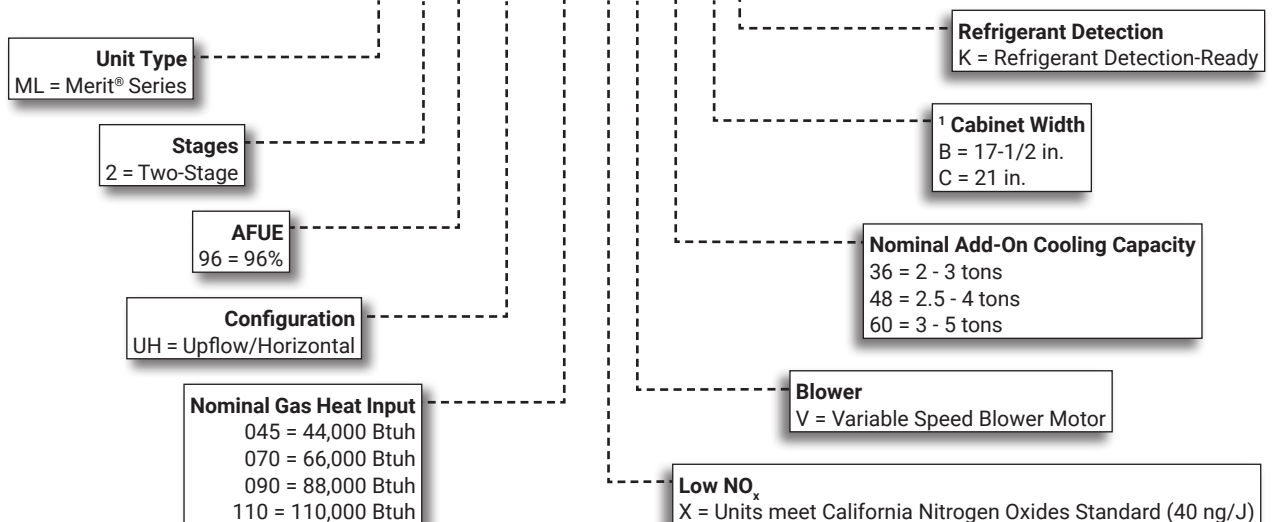 Unit Type
ML = Merit® Series
Stages
2 = Two-Stage
AFUE
96 = 96%
Configuration
UH = Upflow/Horizontal
Nominal Gas Heat Input
045 = 44,000 Btuh
070 = 66,000 Btuh
090 = 88,000 Btuh
110 = 110,000 Btuh
Refrigerant Detection
K = Refrigerant Detection-Ready
¹ Cabinet Width
B = 17-1/2 in.
C = 21 in.
Nominal Add-On Cooling Capacity
36 = 2 - 3 tons
48 = 2.5 - 4 tons
60 = 3 - 5 tons
Blower
V = Variable Speed Blower Motor
Low NOₓ
X = Units meet California Nitrogen Oxides Standard (40 ng/J)